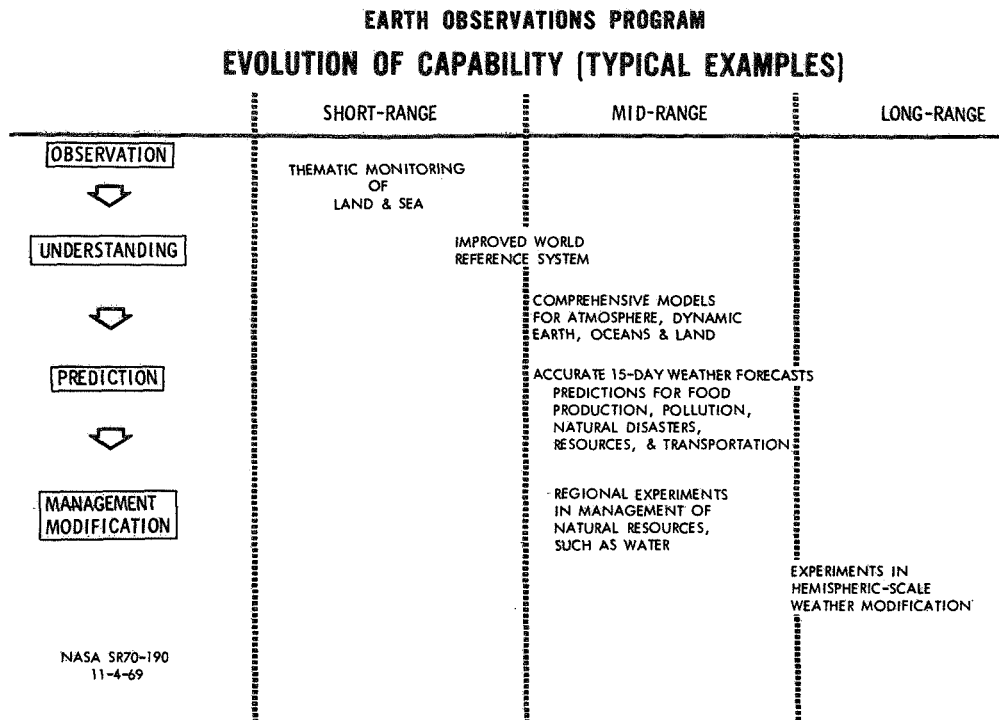 EARTH OBSERVATIONS PROGRAM
EVOLUTION OF CAPABILITY (TYPICAL EXAMPLES)
SHORT-RANGE
MID-RANGE
LONG-RANGE
OBSERVATION
THEMATIC MONITORING
OF
LAND & SEA
UNDERSTANDING
IMPROVED WORLD
REFERENCE SYSTEM
COMPREHENSIVE MODELS
FOR ATMOSPHERE, DYNAMIC
EARTH, OCEANS & LAND
PREDICTION
ACCURATE 15-DAY WEATHER FORECASTS
PREDICTIONS FOR FOOD
PRODUCTION, POLLUTION,
NATURAL DISASTERS,
RESOURCES, & TRANSPORTATION
MANAGEMENT
MODIFICATION
REGIONAL EXPERIMENTS
IN MANAGEMENT OF
NATURAL RESOURCES,
SUCH AS WATER
EXPERIMENTS IN
HEMISPHERIC-SCALE
WEATHER MODIFICATION
NASA SR70-190
11-4-69